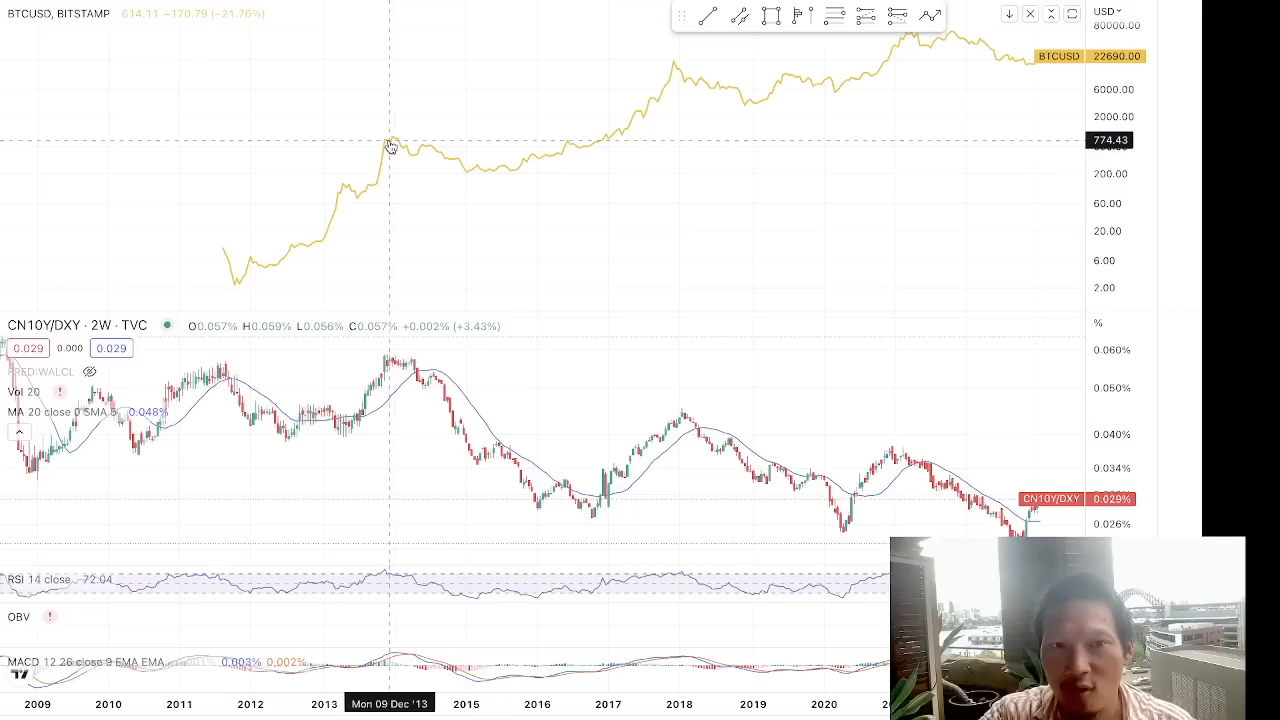 BTCUSD, BITSTAMP 614.11 −170.79 (−21.76%)
USD
80000.00
BTCUSD 22690.00
6000.00
2000.00
774.43
200.00
60.00
20.00
6.00
2.00
CN10Y/DXY · 2W · TVC O0.057% H0.059% L0.056% C0.057% +0.002% (+3.43%)
%
0.029 0.000 0.029
0.060%
FRED:WALCL
Vol 20 !
0.050%
MA 20 close 0 SMA 5 0.048%
0.040%
0.034%
CN10Y/DXY 0.029%
0.026%
RSI 14 close 72.04
OBV !
MACD 12 26 close 9 EMA EMA 0.001% 0.003% 0.002%
2009 2010 2011 2012 2013 Mon 09 Dec '13 2015 2016 2017 2018 2019 2020